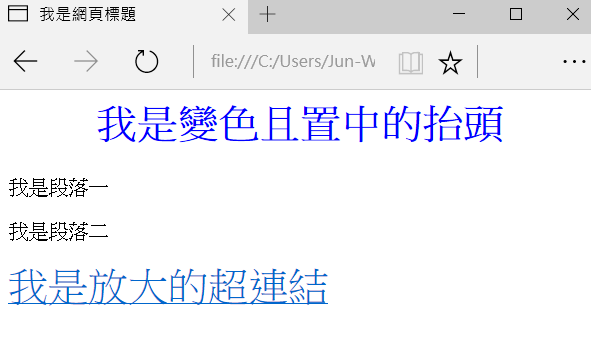 我是網頁標題
file:///C:/Users/Jun-W
我是變色且置中的抬頭
我是段落一
我是段落二
我是放大的超連結